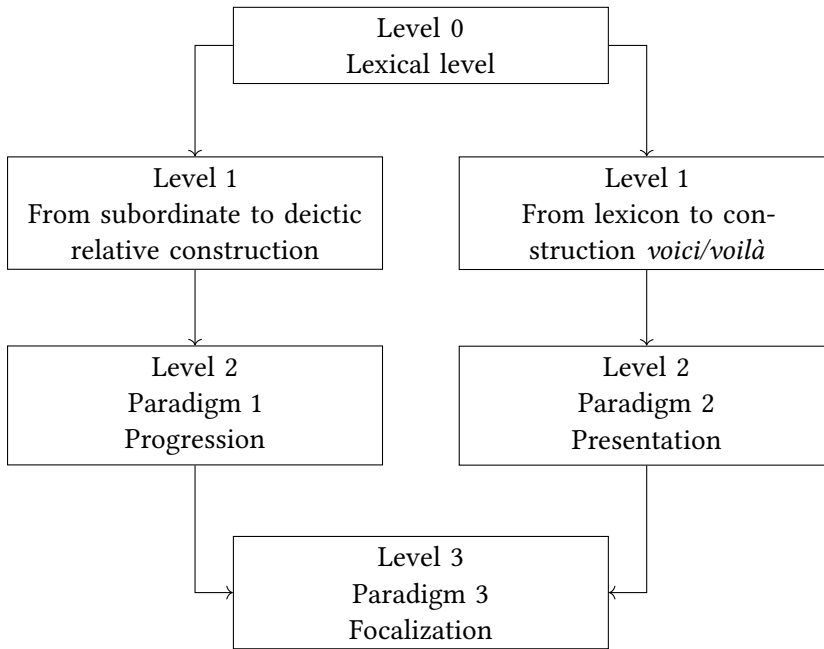 Level 0
Lexical level
Level 1
From subordinate to deictic
relative construction
Level 1
From lexicon to con-
struction voici/voilà
Level 2
Paradigm 1
Progression
Level 2
Paradigm 2
Presentation
Level 3
Paradigm 3
Focalization